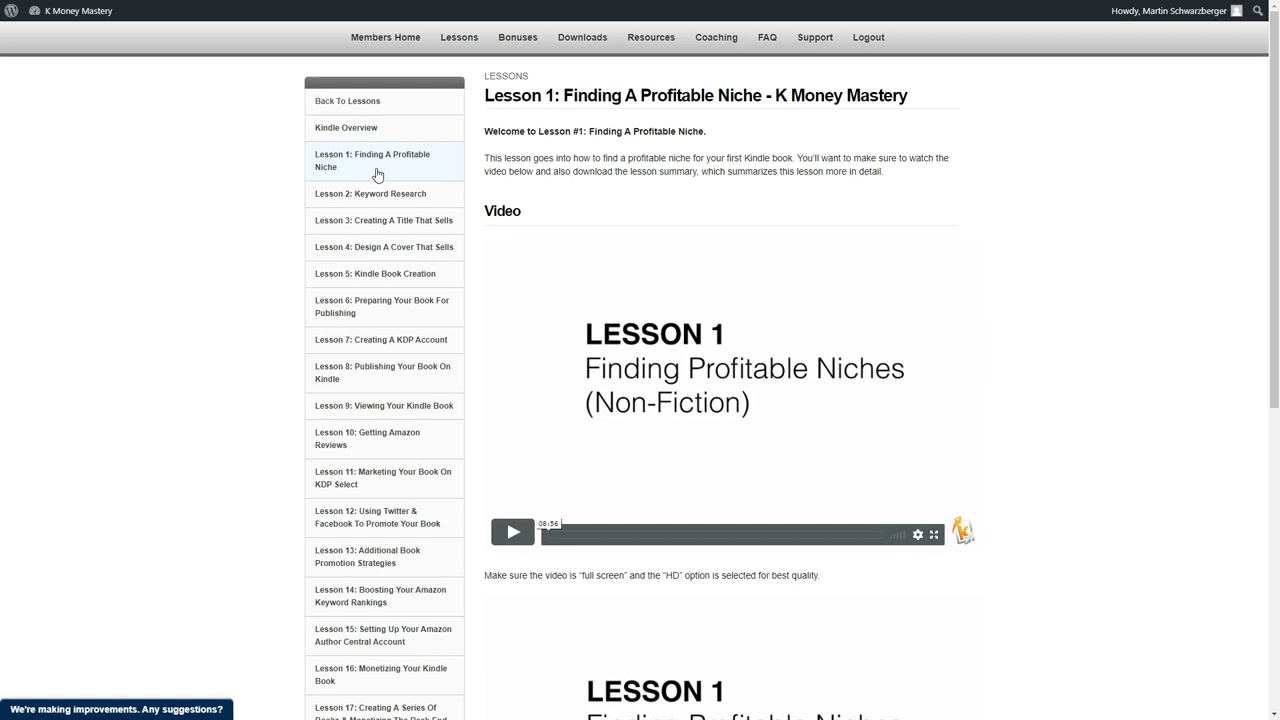 K Money Mastery
Howdy, Martin Schwarzberger
Members Home
Lessons
Bonuses
Downloads
Resources
Coaching
FAQ
Support
Logout
Back To Lessons
Kindle Overview
Lesson 1: Finding A Profitable
Niche
Lesson 2: Keyword Research
Lesson 3: Creating A Title That Sells
Lesson 4: Design A Cover That Sells
Lesson 5: Kindle Book Creation
Lesson 6: Preparing Your Book For
Publishing
Lesson 7: Creating A KDP Account
Lesson 8: Publishing Your Book On
Kindle
Lesson 9: Viewing Your Kindle Book
Lesson 10: Getting Amazon
Reviews
Lesson 11: Marketing Your Book On
KDP Select
Lesson 12: Using Twitter &
Facebook To Promote Your Book
Lesson 13: Additional Book
Promotion Strategies
Lesson 14: Boosting Your Amazon
Keyword Rankings
Lesson 15: Setting Up Your Amazon
Author Central Account
Lesson 16: Monetizing Your Kindle
Book
Lesson 17: Creating A Series Of
Books & Monetizing The Back End
LESSONS
Lesson 1: Finding A Profitable Niche - K Money Mastery
Welcome to Lesson #1: Finding A Profitable Niche.
This lesson goes into how to find a profitable niche for your first Kindle book. You'll want to make sure to watch the
video below and also download the lesson summary, which summarizes this lesson more in detail.
Video
LESSON 1
Finding Profitable Niches
(Non-Fiction)
08:56
Make sure the video is “full screen” and the “HD” option is selected for best quality.
LESSON 1
Finding Profitable Niches
We're making improvements. Any suggestions?